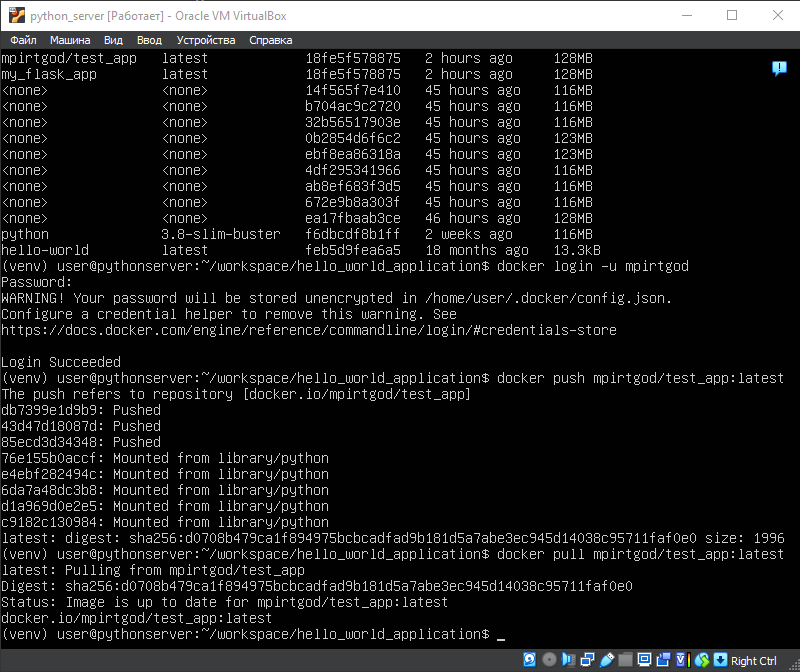 python_server [Работает] - Oracle VM VirtualBox
Файл Машина Вид Ввод Устройства Справка
mpirtgod/test_app latest 18fe5f578875 2 hours ago 128MB
my_flask_app latest 18fe5f578875 2 hours ago 128MB
<none> <none> 14f565f7e410 45 hours ago 116MB
<none> <none> b704ac9c2720 45 hours ago 116MB
<none> <none> 32b56517903e 45 hours ago 116MB
<none> <none> 0b2854d6f6c2 45 hours ago 123MB
<none> <none> ebf8ea86318a 45 hours ago 123MB
<none> <none> 4df295341966 45 hours ago 116MB
<none> <none> ab8ef683f3d5 45 hours ago 116MB
<none> <none> 672e9b8a303f 45 hours ago 116MB
<none> <none> ea17fbaab3ce 46 hours ago 128MB
python 3.8-slim-buster f6dbcdf8b1ff 2 weeks ago 116MB
hello-world latest feb5d9fea6a5 18 months ago 13.3kB
(venv) user@pythonserver:~/workspace/hello_world_application$ docker login -u mpirtgod
Password:
WARNING! Your password will be stored unencrypted in /home/user/.docker/config.json.
Configure a credential helper to remove this warning. See
https://docs.docker.com/engine/reference/commandline/login/#credentials-store
Login Succeeded
(venv) user@pythonserver:~/workspace/hello_world_application$ docker push mpirtgod/test_app:latest
The push refers to repository [docker.io/mpirtgod/test_app]
db7399e1d9b9: Pushed
43d47d18087d: Pushed
85ecd3d34348: Pushed
76e155b0accf: Mounted from library/python
e4ebf282494c: Mounted from library/python
6da7a48dc3b8: Mounted from library/python
d1a969d0e2e5: Mounted from library/python
c9182c130984: Mounted from library/python
latest: digest: sha256:d0708b479ca1f894975bcbcadfad9b181d5a7abe3ec945d14038c95711faf0e0 size: 1996
(venv) user@pythonserver:~/workspace/hello_world_application$ docker pull mpirtgod/test_app:latest
latest: Pulling from mpirtgod/test_app
Digest: sha256:d0708b479ca1f894975bcbcadfad9b181d5a7abe3ec945d14038c95711faf0e0
Status: Image is up to date for mpirtgod/test_app:latest
docker.io/mpirtgod/test_app:latest
(venv) user@pythonserver:~/workspace/hello_world_application$ _
Right Ctrl